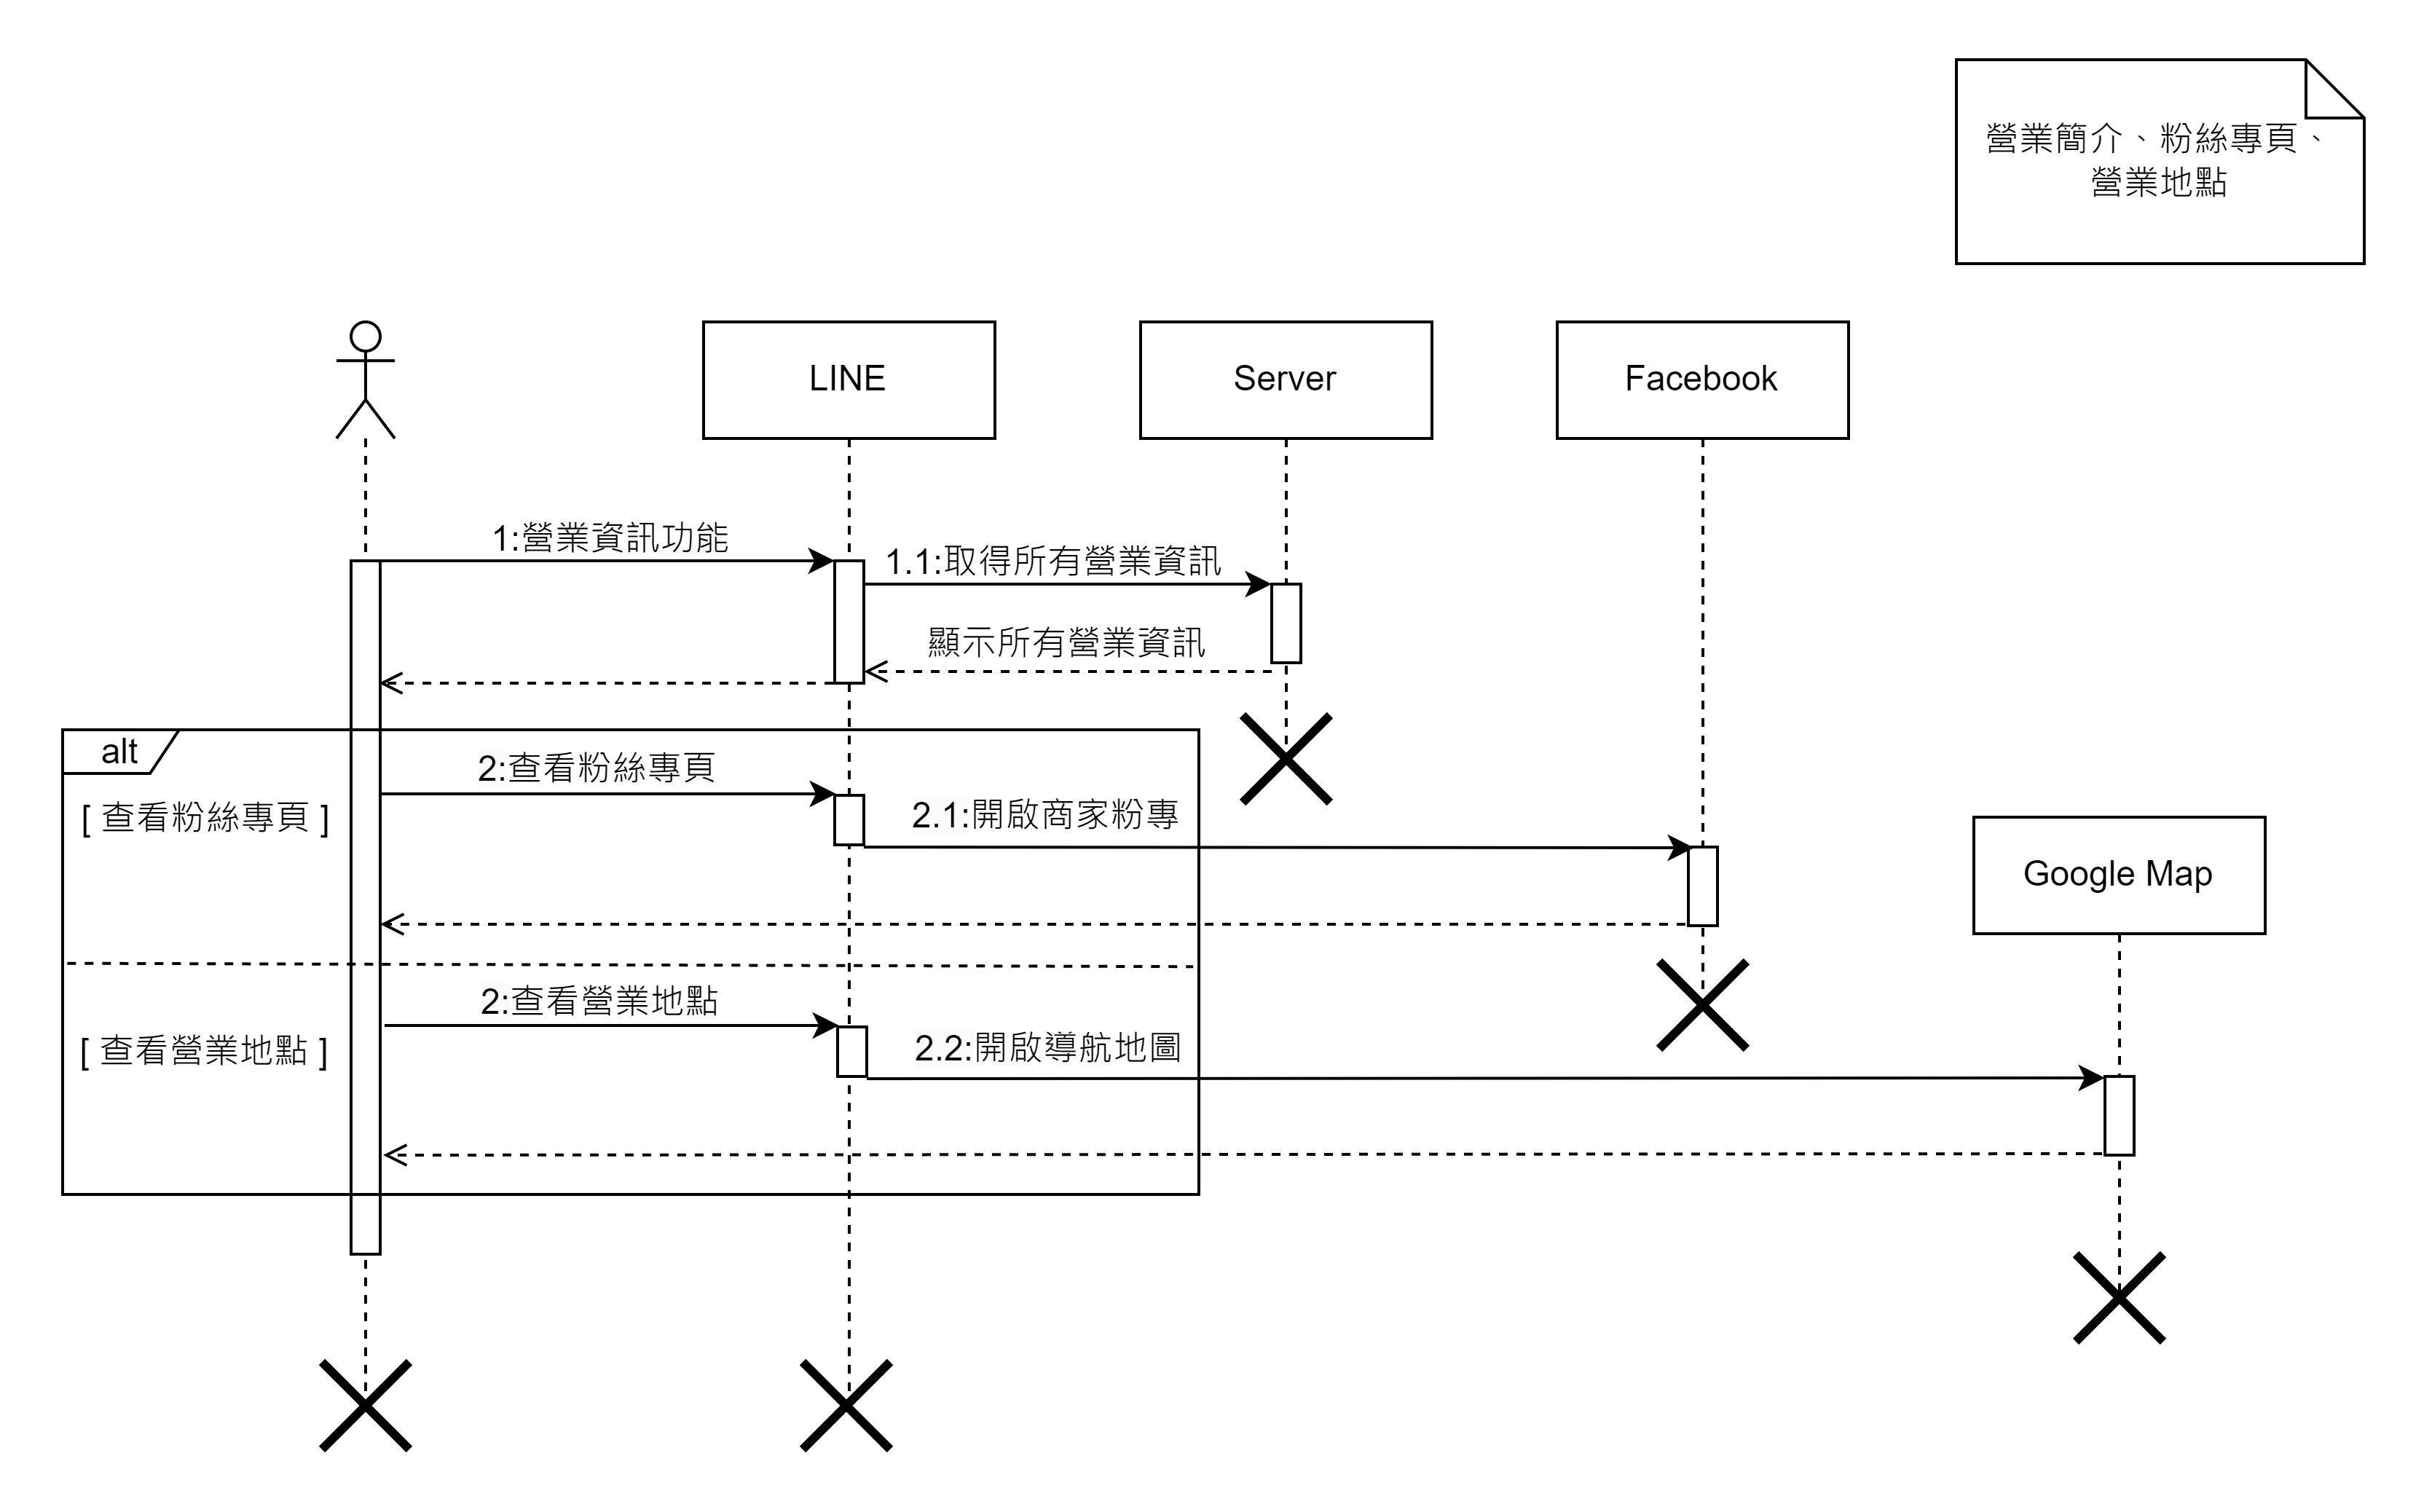 營業簡介、粉絲專頁、
營業地點
LINE
Server
Facebook
1:營業資訊功能
1.1:取得所有營業資訊
顯示所有營業資訊
alt
2:查看粉絲專頁
[ 查看粉絲專頁 ]
2.1:開啟商家粉專
Google Map
2:查看營業地點
[ 查看營業地點 ]
2.2:開啟導航地圖